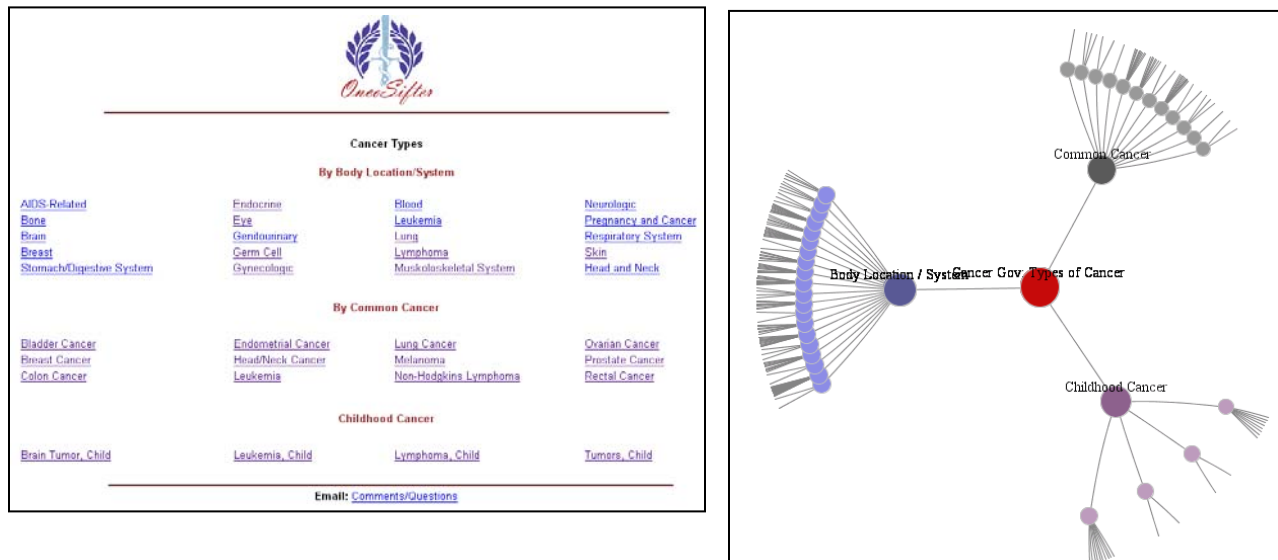 OncoSifter
Cancer Types
By Body Location/System
AIDS-Related Endocrine Blood Neurologic
Bone Eye Leukemia Pregnancy and Cancer
Brain Genitourinary Lung Respiratory System
Breast Germ Cell Lymphoma Skin
Stomach/Digestive System Gynecologic Muskoloskeletal System Head and Neck
By Common Cancer
Bladder Cancer Endometrial Cancer Lung Cancer Ovarian Cancer
Breast Cancer Head/Neck Cancer Melanoma Prostate Cancer
Colon Cancer Leukemia Non-Hodgkins Lymphoma Rectal Cancer
Childhood Cancer
Brain Tumor, Child Leukemia, Child Lymphoma, Child Tumors, Child
Email: Comments/Questions
Common Cancer
Body Location / System
Cancer Gov: Types of Cancer
Childhood Cancer